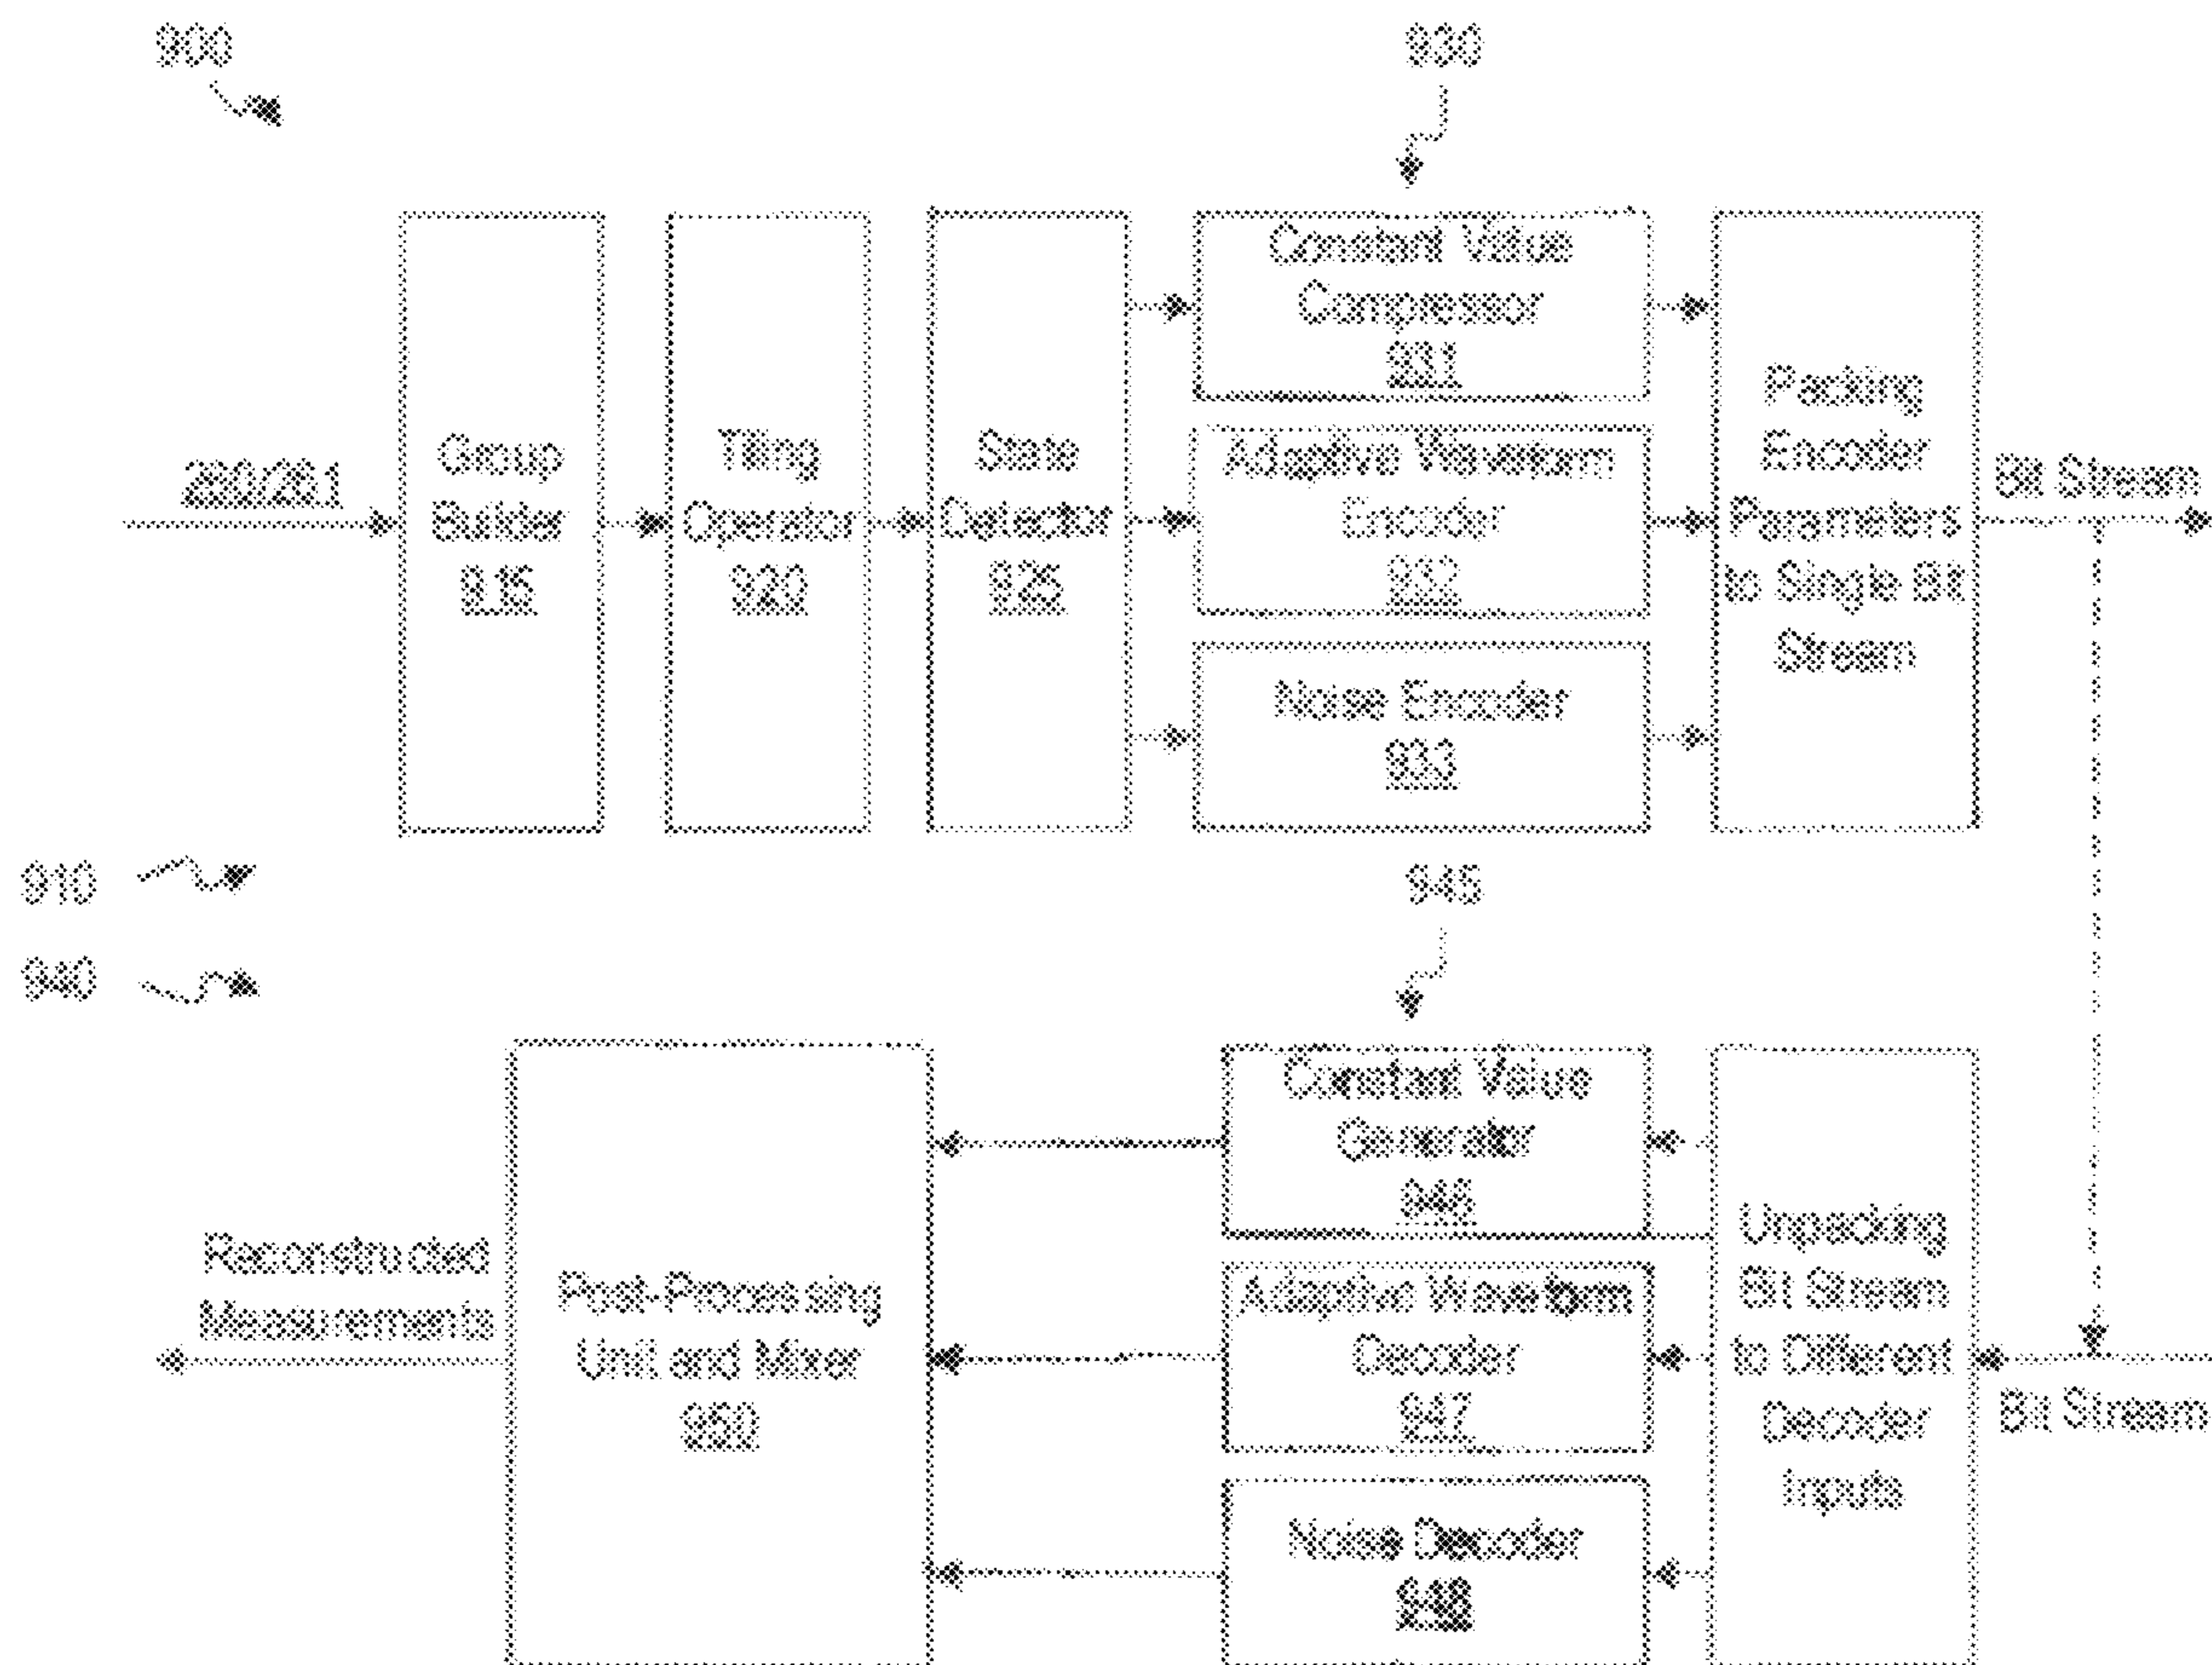 900
930
Constant Value
Compressor
931
Group
Builder
915
Tiling
Operator
920
State
Detector
925
Adaptive Waveform
Encoder
932
Noise Encoder
933
Packing
Encoder
Parameters
to Single Bit
Stream
Bit Stream
910
940
945
Constant Value
Generator
946
Adaptive Waveform
Decoder
947
Noise Decoder
948
Unpacking
Bit Stream
to Different
Decoder
Inputs
Bit Stream
Post-Processing
Unit and Mixer
Reconstructed
Measurements